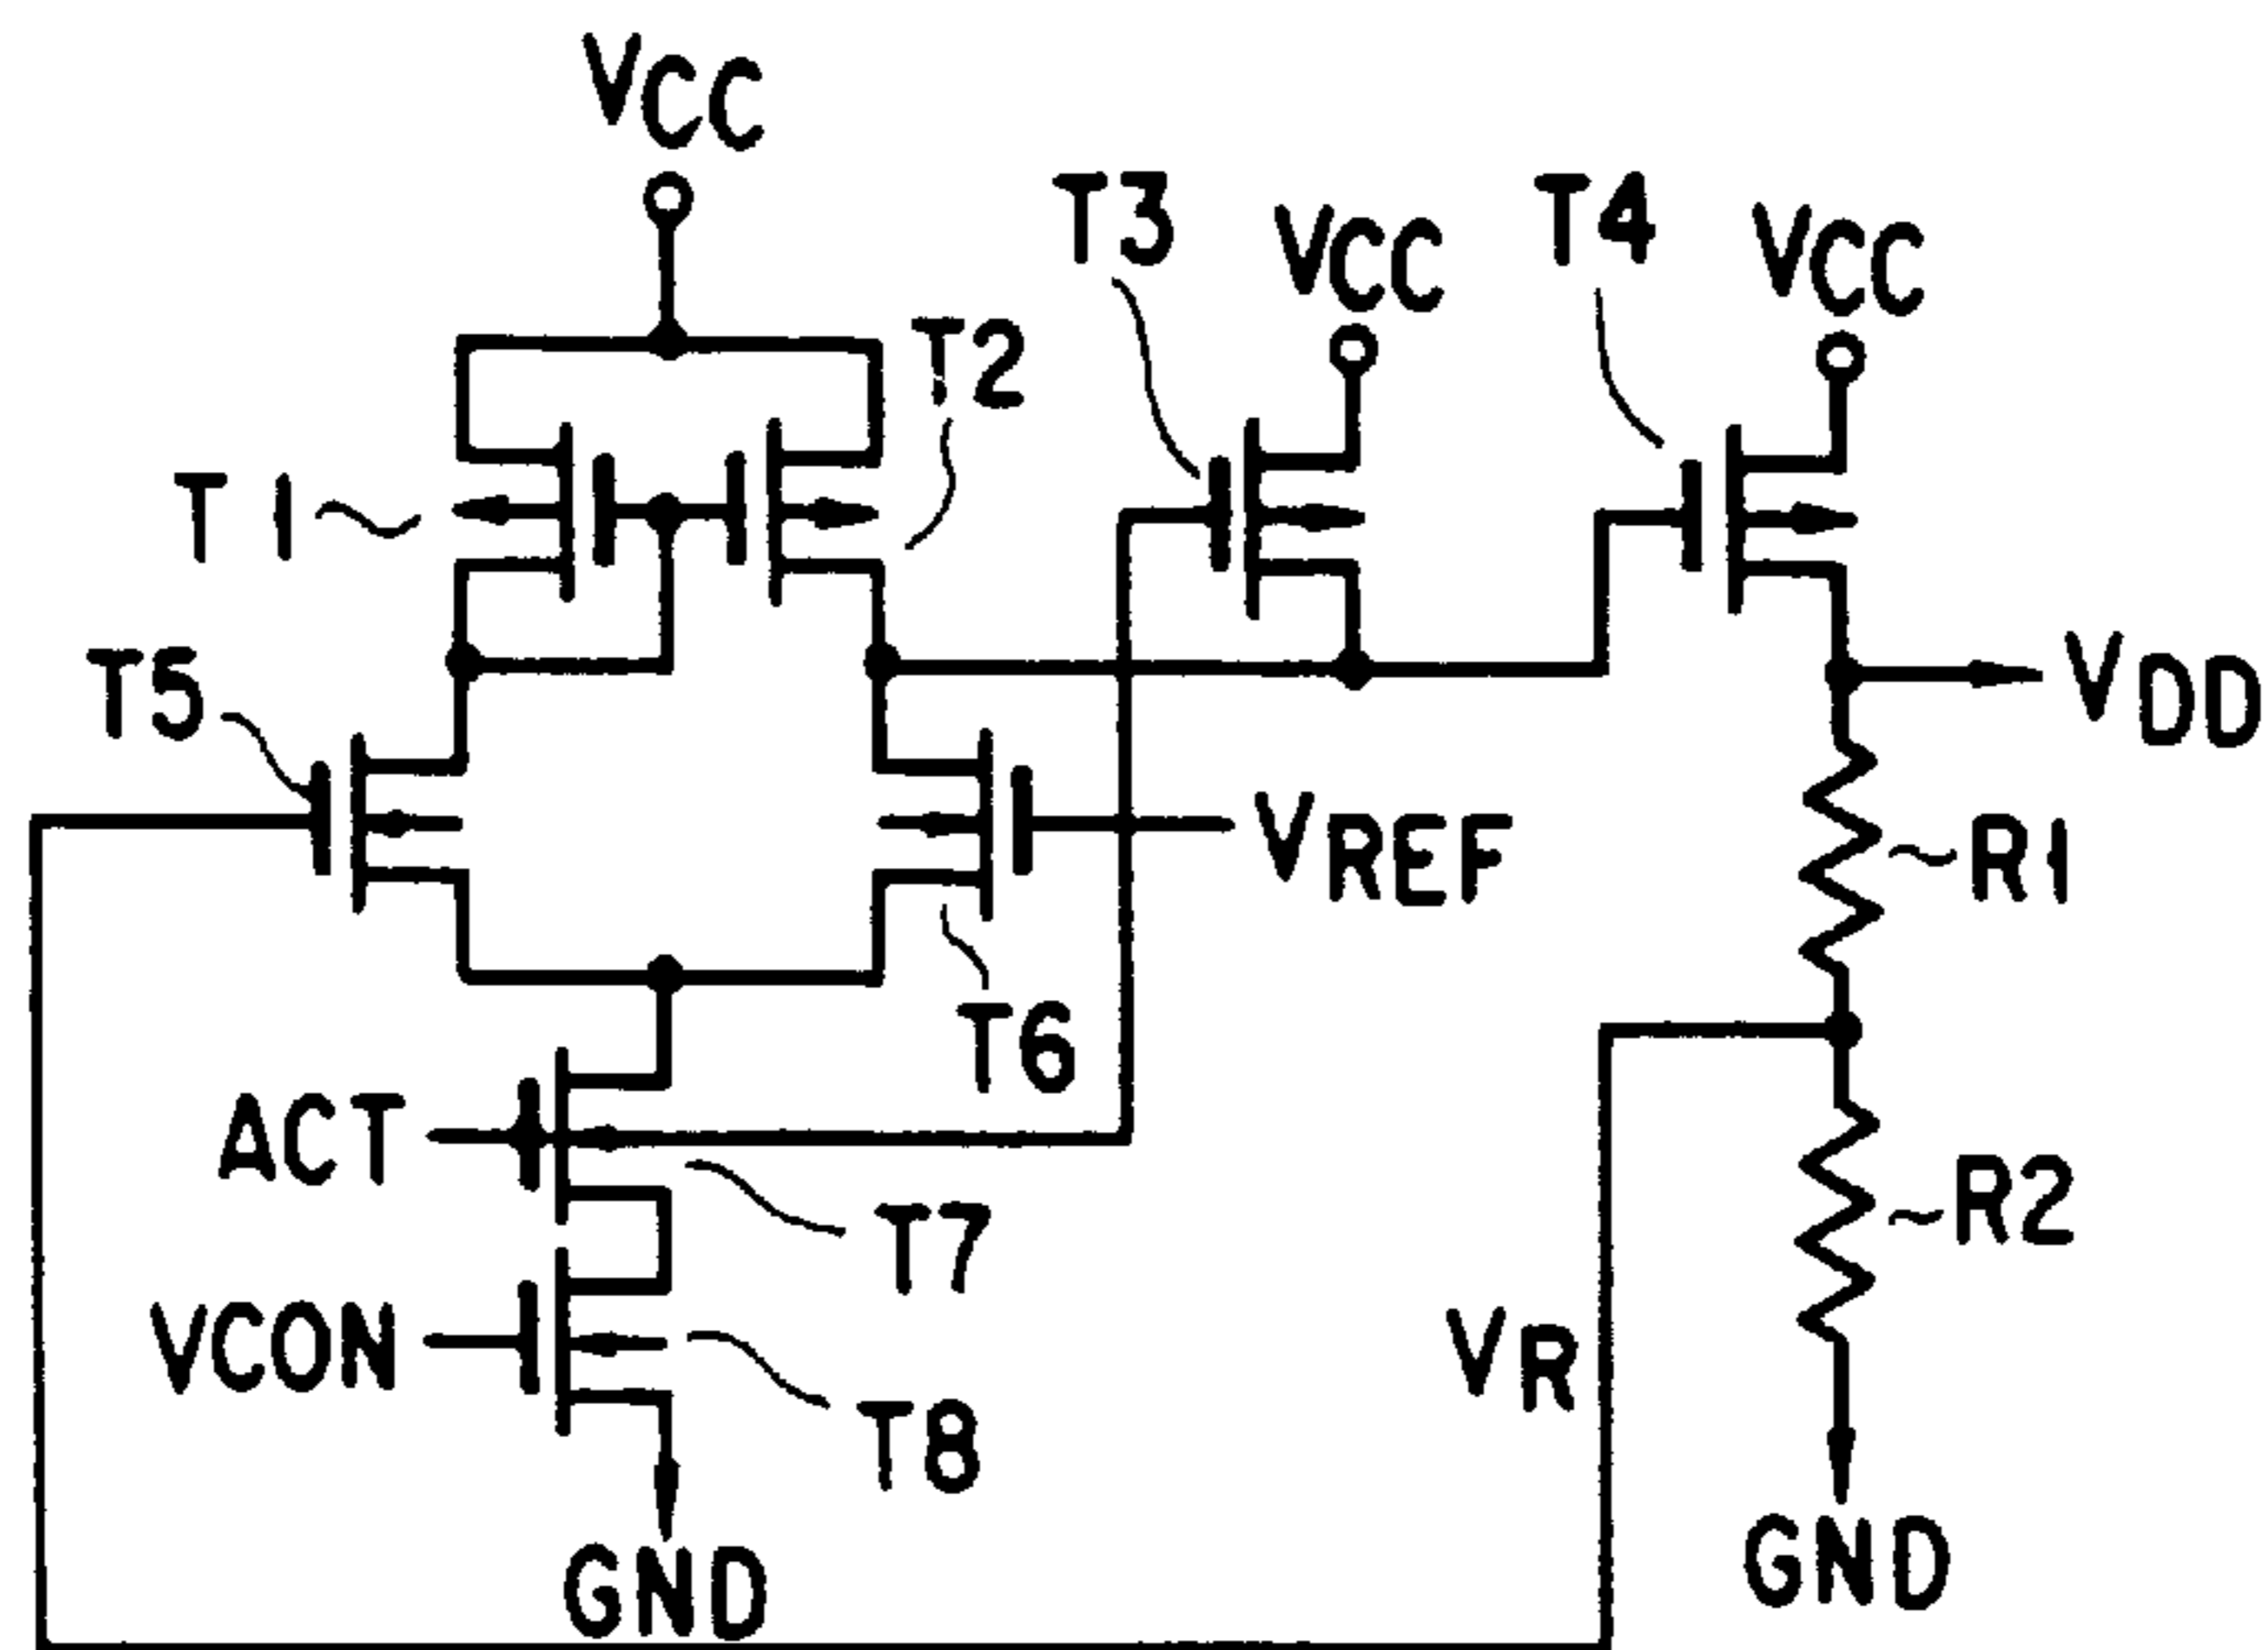 VCC
T3
VCC
T4
VCC
T2
T1
T5
VDD
VREF
R1
T6
ACT
T7
R2
VCON
VR
T8
GND
GND